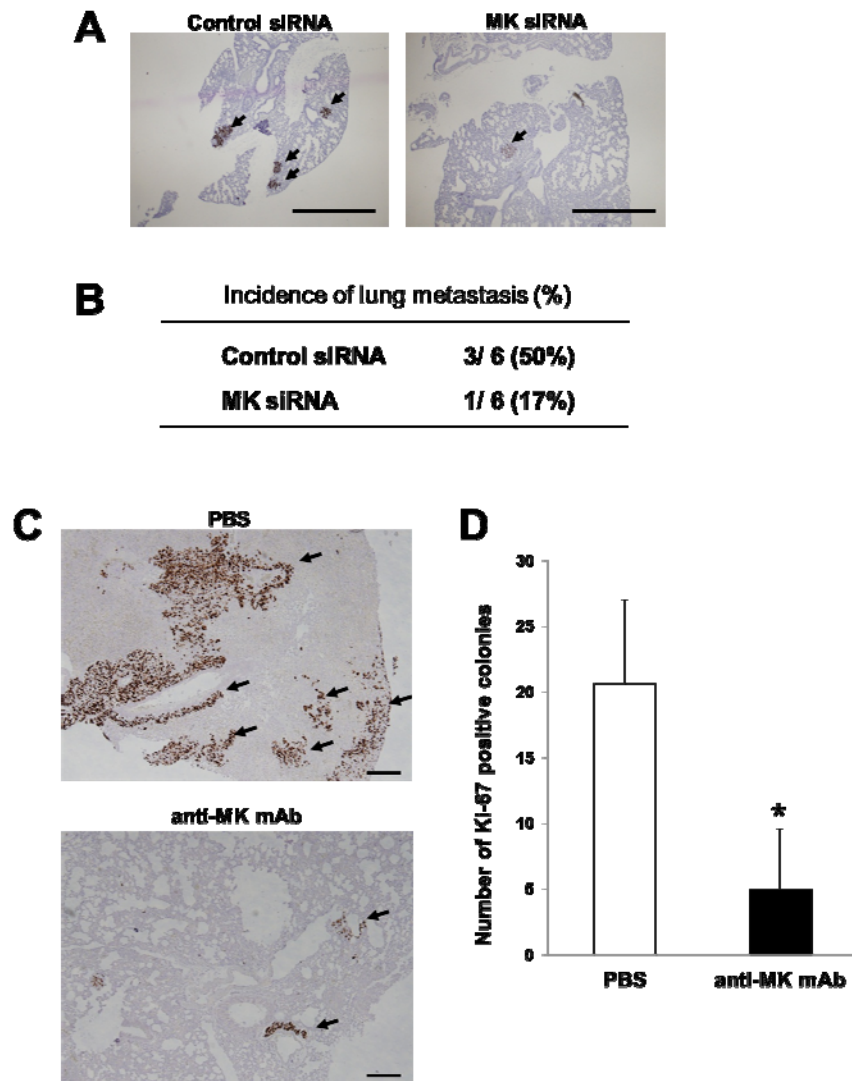 A
Control siRNA
MK siRNA
B
Incidence of lung metastasis (%)
Control siRNA 3/ 6 (50%)
MK siRNA 1/ 6 (17%)
C
PBS
anti-MK mAb
D
Number of Ki-67 positive colonies
30
25
20
15
10
5
0
*
PBS
anti-MK mAb